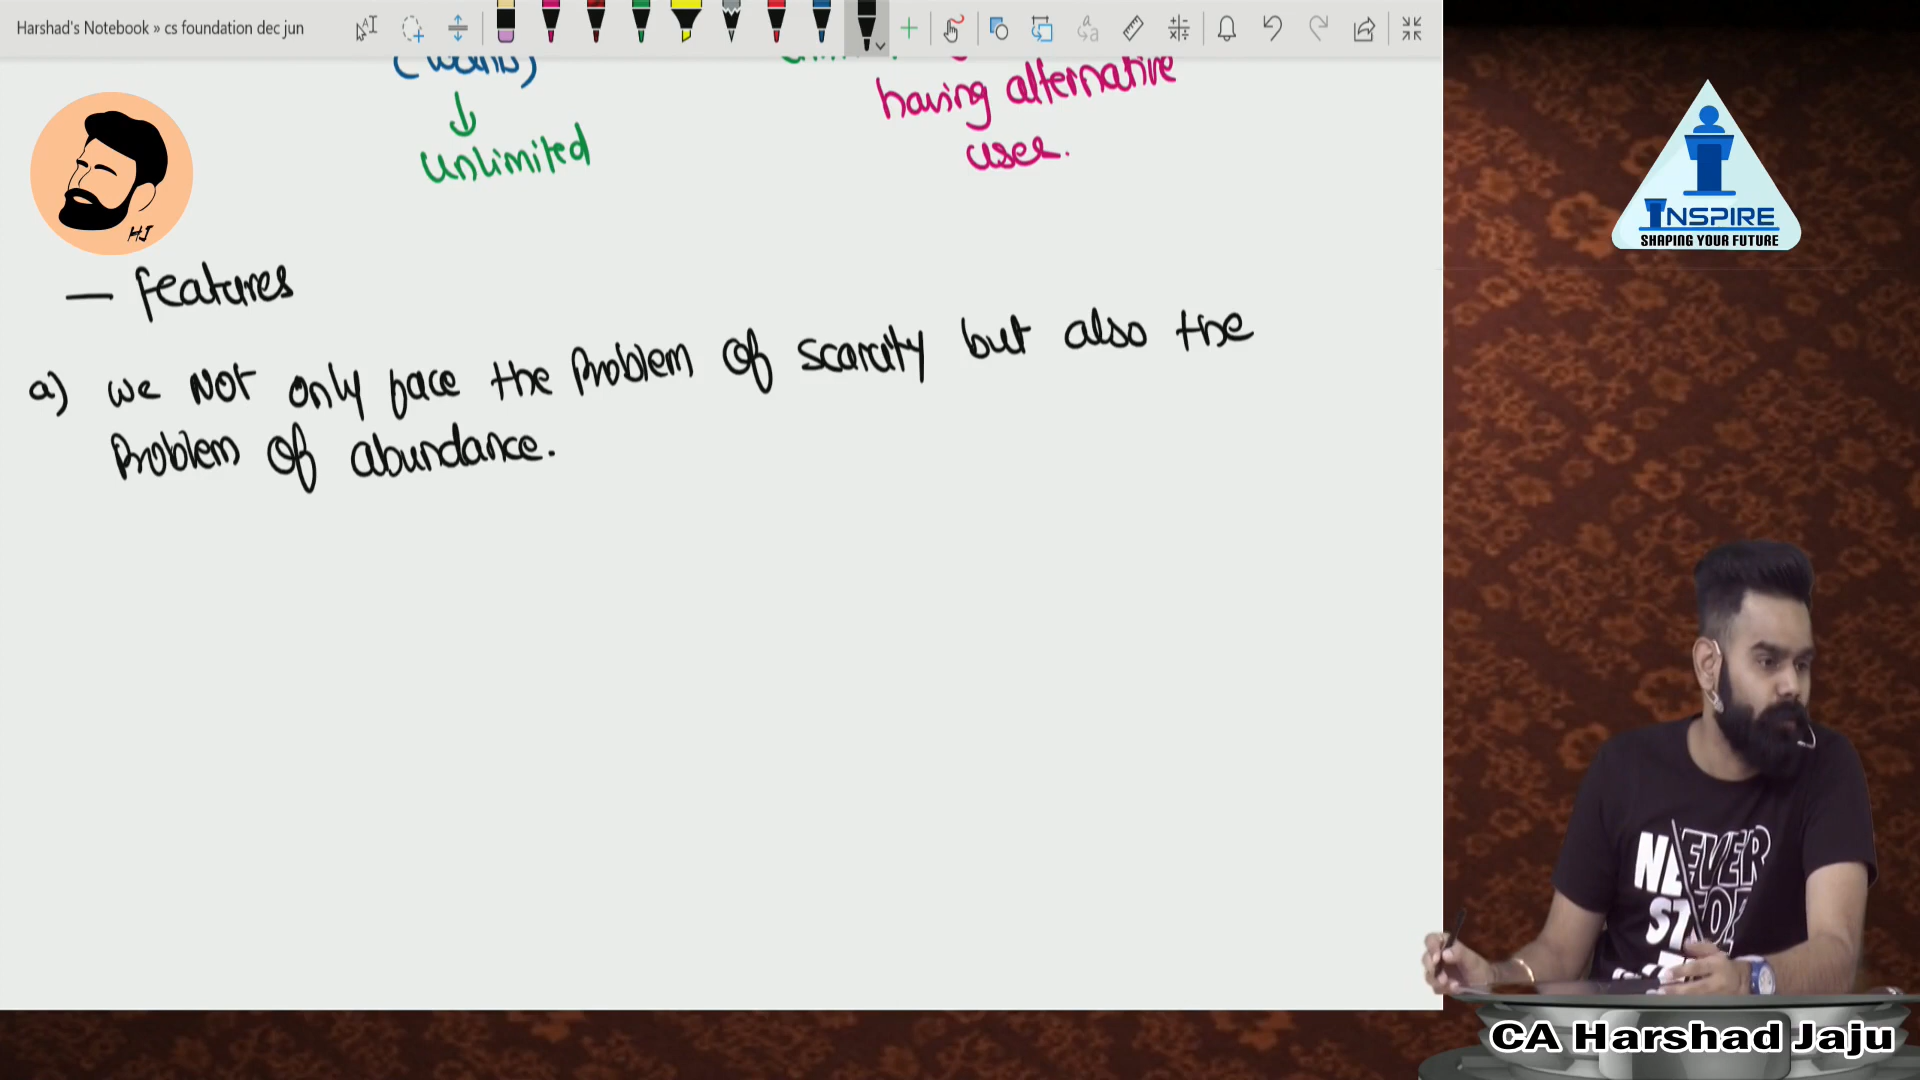 Harshad's Notebook » cs foundation dec jun
(wants)
↓
unlimited
having alternative
uses.
HJ
INSPIRE
SHAPING YOUR FUTURE
— features
a) we NOT only face the Problem Of scarcity but also the
Problem Of abundance.
NEVER
CA Harshad Jaju